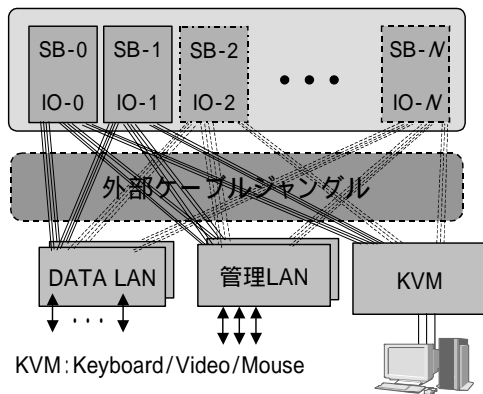 SB-0 SB-1 SB-2 SB-N
IO-0 IO-1 IO-2 ・・・ IO-N
外部ケーブルジャングル
DATA LAN 管理LAN KVM
・・・
KVM:Keyboard/Video/Mouse